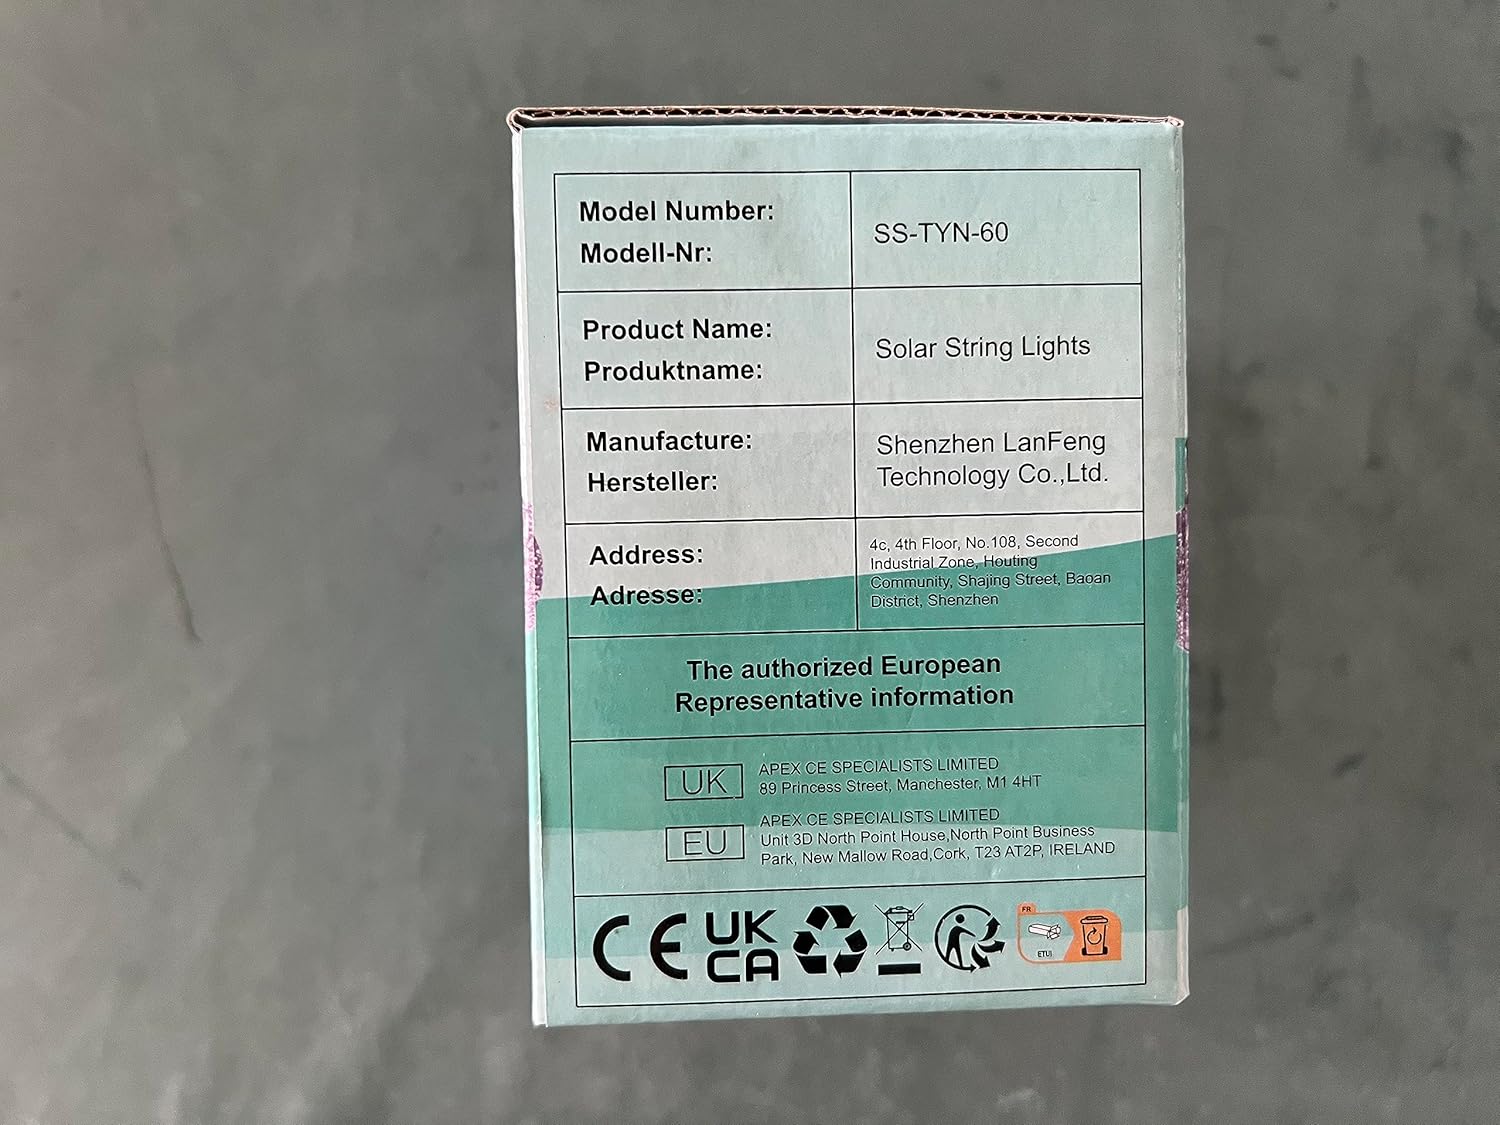 Model Number:
Modell-Nr:
SS-TYN-60
Product Name:
Produktname:
Solar String Lights
Manufacture:
Hersteller:
Shenzhen LanFeng
Technology Co.,Ltd.
Address:
Adresse:
4c, 4th Floor, No.108, Second
Industrial Zone, Houting
Community, Shajing Street, Baoan
District, Shenzhen
The authorized European
Representative information
UK
APEX CE SPECIALISTS LIMITED
89 Princess Street, Manchester, M1 4HT
EU
APEX CE SPECIALISTS LIMITED
Unit 3D North Point House,North Point Business
Park, New Mallow Road,Cork, T23 AT2P, IRELAND
CE
UK
CA
FR
ETUI